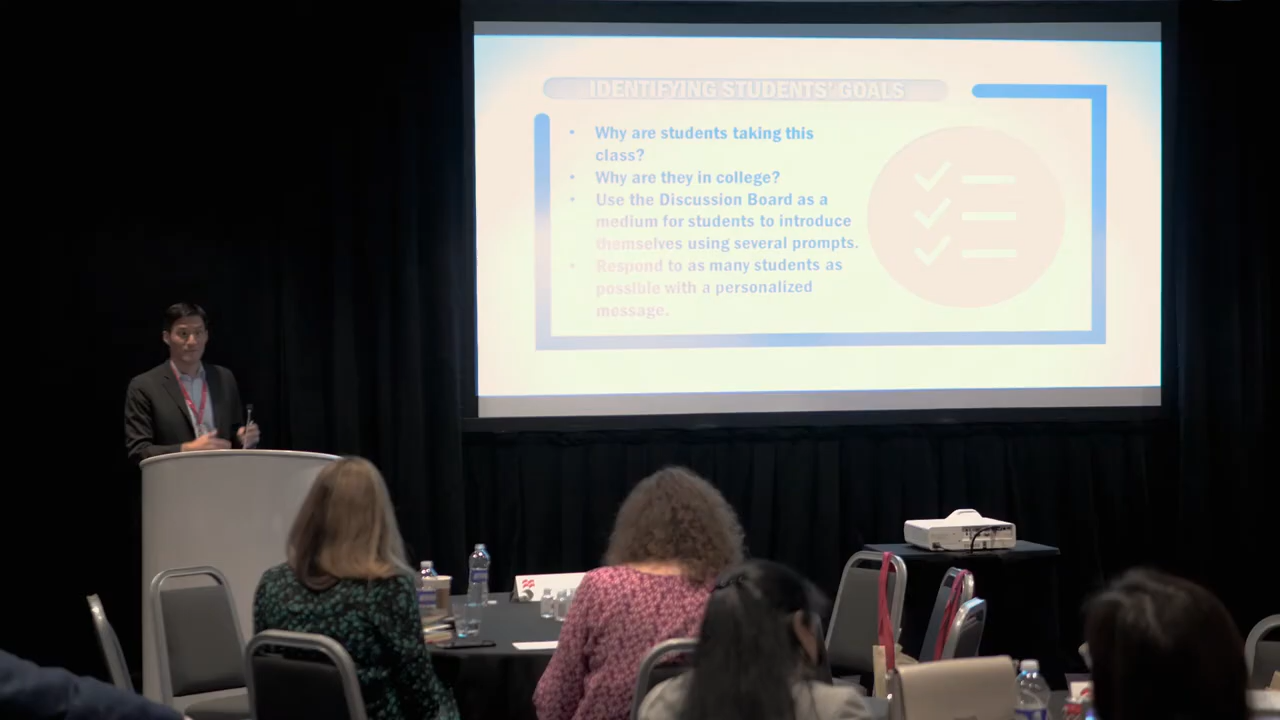 IDENTIFYING STUDENTS' GOALS
• Why are students taking this
class?
• Why are they in college?
• Use the Discussion Board as a
medium for students to introduce
themselves using several prompts.
• Respond to as many students as
possible with a personalized
message.